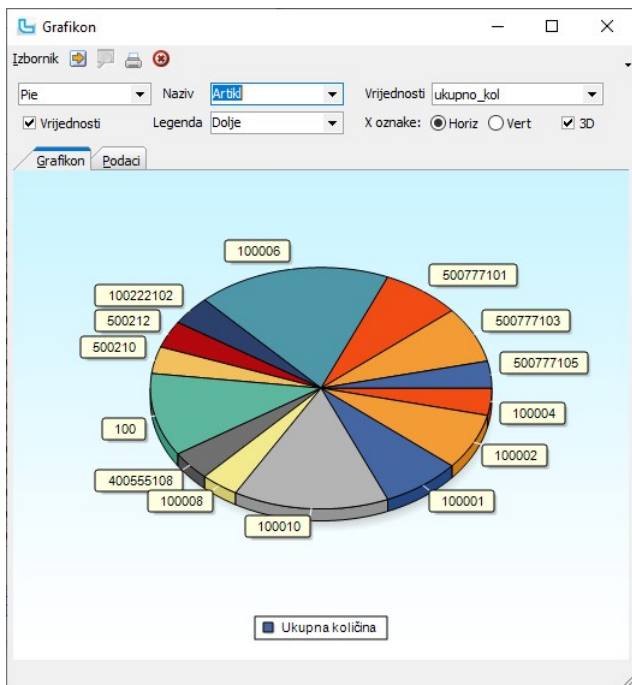 Grafikon
Izbornik
Pie Naziv Artikl Vrijednosti ukupno_kol
Vrijednosti Legenda Dolje X oznake: Horiz Vert 3D
Grafikon Podaci
100006
500777101
100222102
500777103
500212
500210
500777105
100004
100
100002
400555108
100008
100001
100010
Ukupna količina